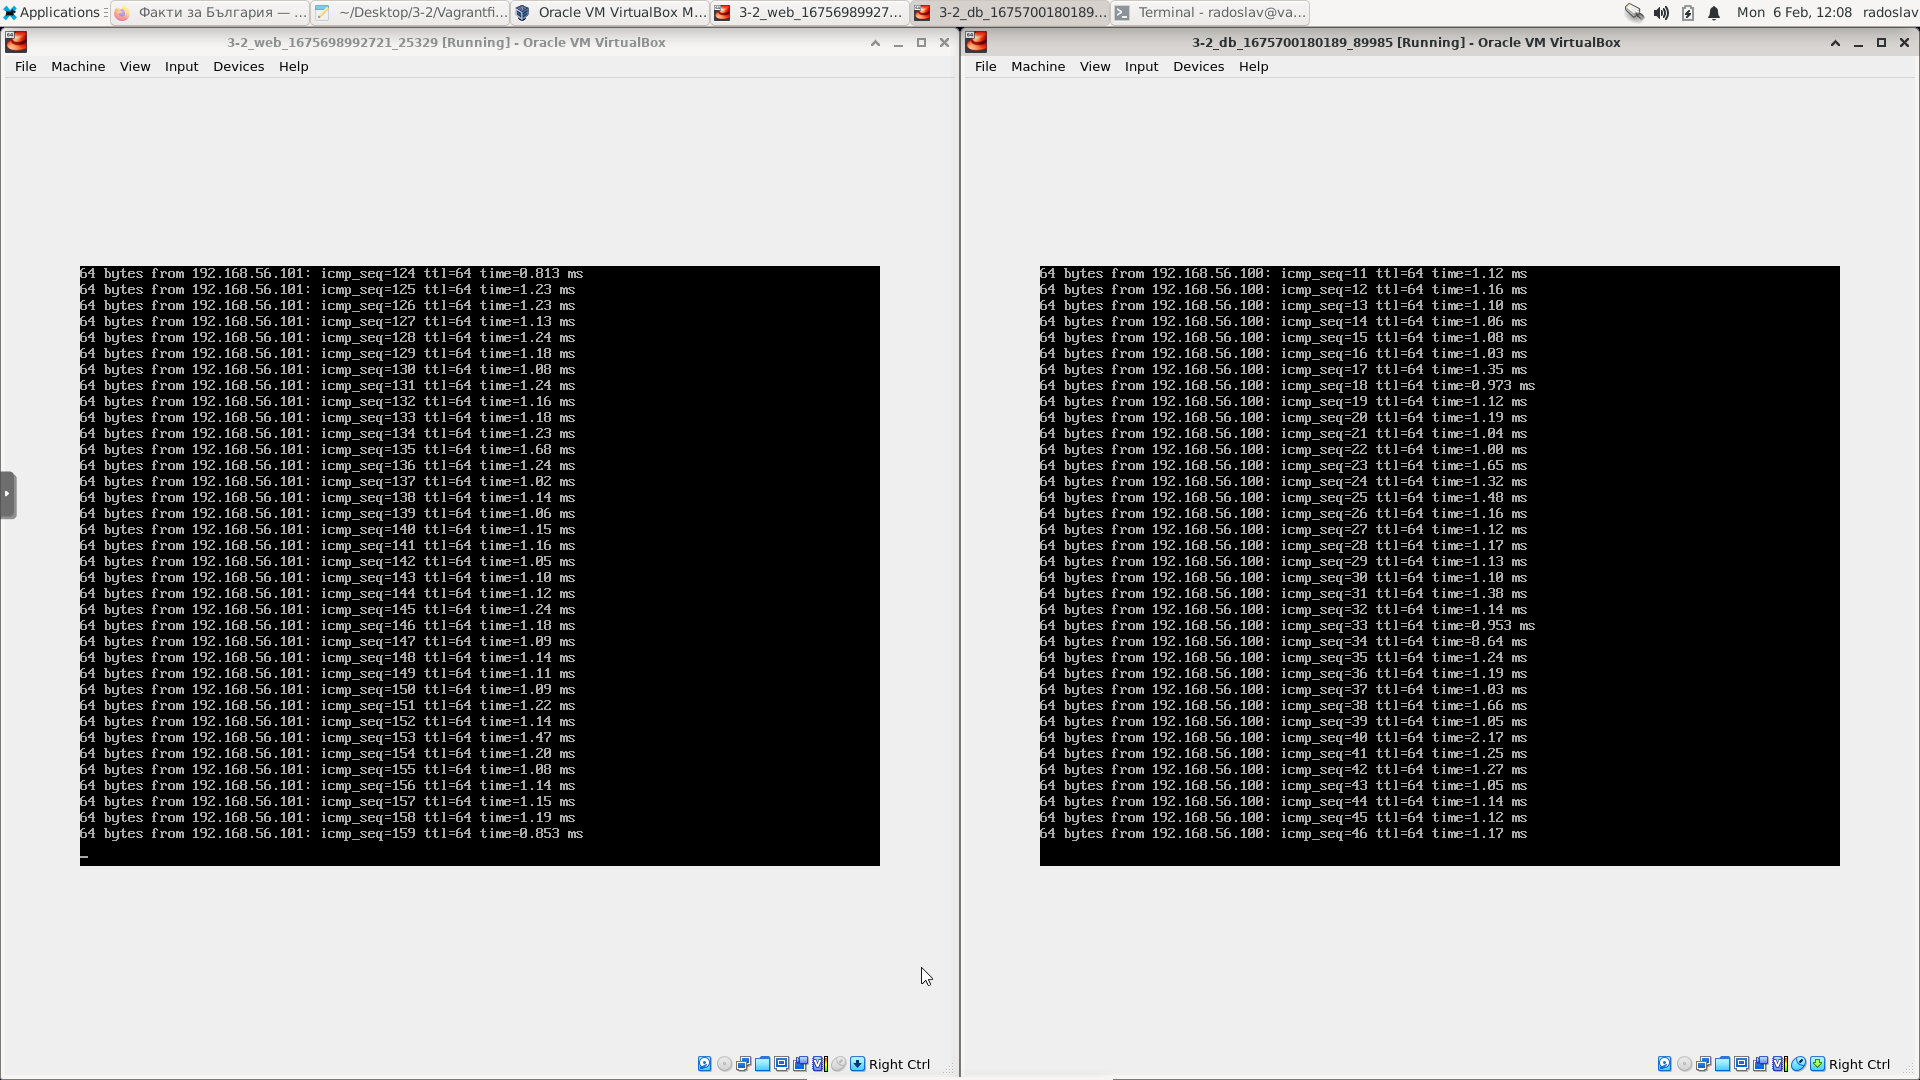 Applications
Факти за България — ...
~/Desktop/3-2/Vagrantfi...
Oracle VM VirtualBox M...
3-2_web_16756989927...
3-2_db_1675700180189...
Terminal - radoslav@va...
Mon 6 Feb, 12:08
radoslav
3-2_web_1675698992721_25329 [Running] - Oracle VM VirtualBox
File Machine View Input Devices Help
64 bytes from 192.168.56.101: icmp_seq=124 ttl=64 time=0.813 ms
64 bytes from 192.168.56.101: icmp_seq=125 ttl=64 time=1.23 ms
64 bytes from 192.168.56.101: icmp_seq=126 ttl=64 time=1.23 ms
64 bytes from 192.168.56.101: icmp_seq=127 ttl=64 time=1.13 ms
64 bytes from 192.168.56.101: icmp_seq=128 ttl=64 time=1.24 ms
64 bytes from 192.168.56.101: icmp_seq=129 ttl=64 time=1.18 ms
64 bytes from 192.168.56.101: icmp_seq=130 ttl=64 time=1.08 ms
64 bytes from 192.168.56.101: icmp_seq=131 ttl=64 time=1.24 ms
64 bytes from 192.168.56.101: icmp_seq=132 ttl=64 time=1.16 ms
64 bytes from 192.168.56.101: icmp_seq=133 ttl=64 time=1.18 ms
64 bytes from 192.168.56.101: icmp_seq=134 ttl=64 time=1.23 ms
64 bytes from 192.168.56.101: icmp_seq=135 ttl=64 time=1.68 ms
64 bytes from 192.168.56.101: icmp_seq=136 ttl=64 time=1.24 ms
64 bytes from 192.168.56.101: icmp_seq=137 ttl=64 time=1.02 ms
64 bytes from 192.168.56.101: icmp_seq=138 ttl=64 time=1.14 ms
64 bytes from 192.168.56.101: icmp_seq=139 ttl=64 time=1.06 ms
64 bytes from 192.168.56.101: icmp_seq=140 ttl=64 time=1.15 ms
64 bytes from 192.168.56.101: icmp_seq=141 ttl=64 time=1.16 ms
64 bytes from 192.168.56.101: icmp_seq=142 ttl=64 time=1.05 ms
64 bytes from 192.168.56.101: icmp_seq=143 ttl=64 time=1.10 ms
64 bytes from 192.168.56.101: icmp_seq=144 ttl=64 time=1.12 ms
64 bytes from 192.168.56.101: icmp_seq=145 ttl=64 time=1.24 ms
64 bytes from 192.168.56.101: icmp_seq=146 ttl=64 time=1.18 ms
64 bytes from 192.168.56.101: icmp_seq=147 ttl=64 time=1.09 ms
64 bytes from 192.168.56.101: icmp_seq=148 ttl=64 time=1.14 ms
64 bytes from 192.168.56.101: icmp_seq=149 ttl=64 time=1.11 ms
64 bytes from 192.168.56.101: icmp_seq=150 ttl=64 time=1.09 ms
64 bytes from 192.168.56.101: icmp_seq=151 ttl=64 time=1.22 ms
64 bytes from 192.168.56.101: icmp_seq=152 ttl=64 time=1.14 ms
64 bytes from 192.168.56.101: icmp_seq=153 ttl=64 time=1.47 ms
64 bytes from 192.168.56.101: icmp_seq=154 ttl=64 time=1.20 ms
64 bytes from 192.168.56.101: icmp_seq=155 ttl=64 time=1.08 ms
64 bytes from 192.168.56.101: icmp_seq=156 ttl=64 time=1.14 ms
64 bytes from 192.168.56.101: icmp_seq=157 ttl=64 time=1.15 ms
64 bytes from 192.168.56.101: icmp_seq=158 ttl=64 time=1.19 ms
64 bytes from 192.168.56.101: icmp_seq=159 ttl=64 time=0.853 ms
Right Ctrl
3-2_db_1675700180189_89985 [Running] - Oracle VM VirtualBox
File Machine View Input Devices Help
64 bytes from 192.168.56.100: icmp_seq=11 ttl=64 time=1.12 ms
64 bytes from 192.168.56.100: icmp_seq=12 ttl=64 time=1.16 ms
64 bytes from 192.168.56.100: icmp_seq=13 ttl=64 time=1.10 ms
64 bytes from 192.168.56.100: icmp_seq=14 ttl=64 time=1.06 ms
64 bytes from 192.168.56.100: icmp_seq=15 ttl=64 time=1.08 ms
64 bytes from 192.168.56.100: icmp_seq=16 ttl=64 time=1.03 ms
64 bytes from 192.168.56.100: icmp_seq=17 ttl=64 time=1.35 ms
64 bytes from 192.168.56.100: icmp_seq=18 ttl=64 time=0.973 ms
64 bytes from 192.168.56.100: icmp_seq=19 ttl=64 time=1.12 ms
64 bytes from 192.168.56.100: icmp_seq=20 ttl=64 time=1.19 ms
64 bytes from 192.168.56.100: icmp_seq=21 ttl=64 time=1.04 ms
64 bytes from 192.168.56.100: icmp_seq=22 ttl=64 time=1.00 ms
64 bytes from 192.168.56.100: icmp_seq=23 ttl=64 time=1.65 ms
64 bytes from 192.168.56.100: icmp_seq=24 ttl=64 time=1.32 ms
64 bytes from 192.168.56.100: icmp_seq=25 ttl=64 time=1.48 ms
64 bytes from 192.168.56.100: icmp_seq=26 ttl=64 time=1.16 ms
64 bytes from 192.168.56.100: icmp_seq=27 ttl=64 time=1.12 ms
64 bytes from 192.168.56.100: icmp_seq=28 ttl=64 time=1.17 ms
64 bytes from 192.168.56.100: icmp_seq=29 ttl=64 time=1.13 ms
64 bytes from 192.168.56.100: icmp_seq=30 ttl=64 time=1.10 ms
64 bytes from 192.168.56.100: icmp_seq=31 ttl=64 time=1.38 ms
64 bytes from 192.168.56.100: icmp_seq=32 ttl=64 time=1.14 ms
64 bytes from 192.168.56.100: icmp_seq=33 ttl=64 time=0.953 ms
64 bytes from 192.168.56.100: icmp_seq=34 ttl=64 time=8.64 ms
64 bytes from 192.168.56.100: icmp_seq=35 ttl=64 time=1.24 ms
64 bytes from 192.168.56.100: icmp_seq=36 ttl=64 time=1.19 ms
64 bytes from 192.168.56.100: icmp_seq=37 ttl=64 time=1.03 ms
64 bytes from 192.168.56.100: icmp_seq=38 ttl=64 time=1.66 ms
64 bytes from 192.168.56.100: icmp_seq=39 ttl=64 time=1.05 ms
64 bytes from 192.168.56.100: icmp_seq=40 ttl=64 time=2.17 ms
64 bytes from 192.168.56.100: icmp_seq=41 ttl=64 time=1.25 ms
64 bytes from 192.168.56.100: icmp_seq=42 ttl=64 time=1.27 ms
64 bytes from 192.168.56.100: icmp_seq=43 ttl=64 time=1.05 ms
64 bytes from 192.168.56.100: icmp_seq=44 ttl=64 time=1.14 ms
64 bytes from 192.168.56.100: icmp_seq=45 ttl=64 time=1.12 ms
64 bytes from 192.168.56.100: icmp_seq=46 ttl=64 time=1.17 ms
Right Ctrl